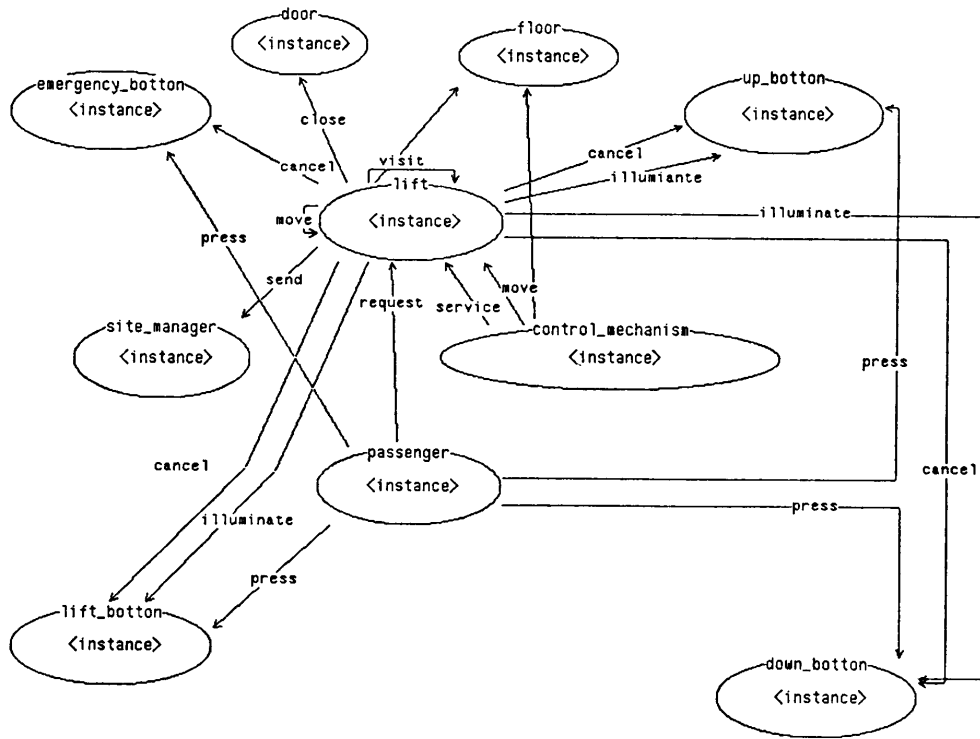 door
<instance>
floor
<instance>
emergency_botton
<instance>
up_botton
<instance>
close
cancel
visit
cancel
illumiante
lift
<instance>
move
illuminate
press
send
request
service
move
site_manager
<instance>
control_mechanism
<instance>
press
cancel
passenger
<instance>
cancel
press
illuminate
press
lift_botton
<instance>
down_botton
<instance>